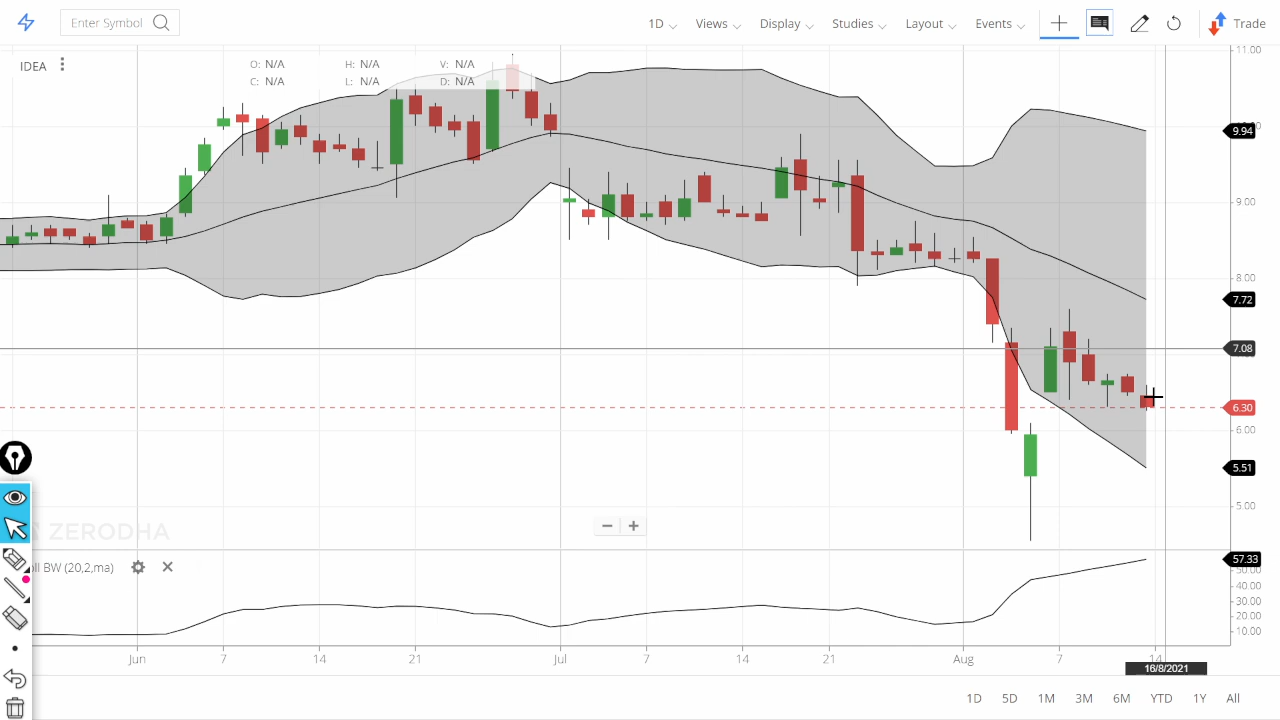 Enter Symbol
1D Views Display Studies Layout Events Trade
IDEA
O: N/A H: N/A V: N/A
C: N/A L: N/A D: N/A
11.00
9.94
9.00
8.00
7.72
7.08
6.30
6.00
5.51
5.00
ZERODHA
BW (20,2,ma)
57.33
40.00
30.00
20.00
10.00
Jun 7 14 21 Jul 7 14 21 Aug 7 14
16/8/2021
1D 5D 1M 3M 6M YTD 1Y All